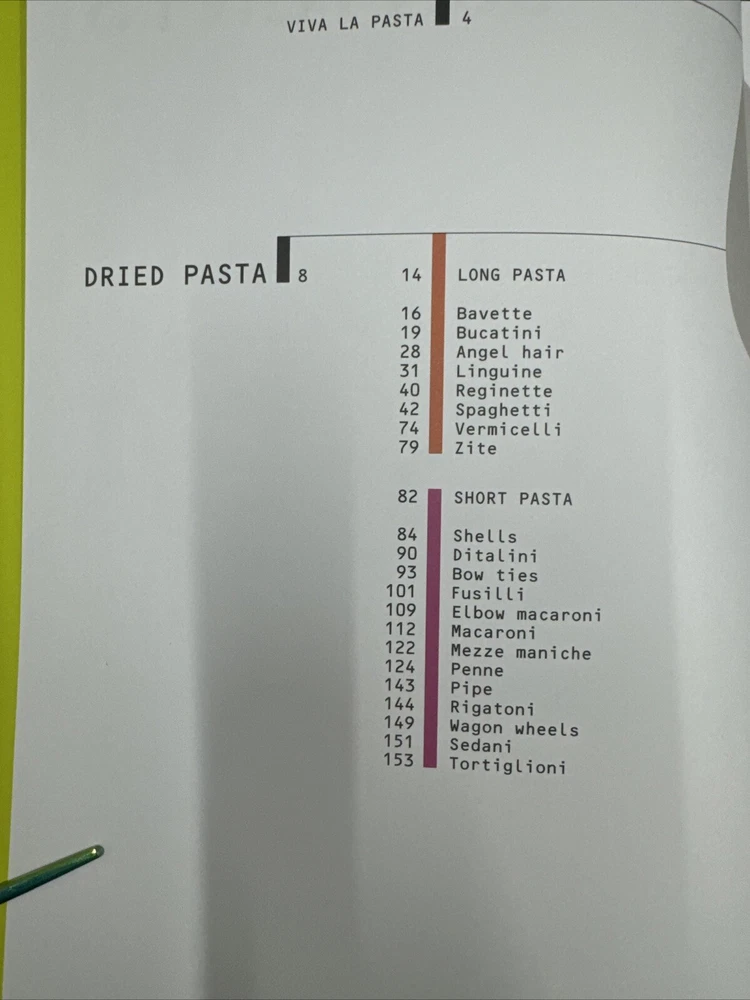 VIVA LA PASTA 4
DRIED PASTA 8
14 LONG PASTA
16 Bavette
19 Bucatini
28 Angel hair
31 Linguine
40 Reginette
42 Spaghetti
74 Vermicelli
79 Zite
82 SHORT PASTA
84 Shells
90 Ditalini
93 Bow ties
101 Fusilli
109 Elbow macaroni
112 Macaroni
122 Mezze maniche
124 Penne
143 Pipe
144 Rigatoni
149 Wagon wheels
151 Sedani
153 Tortiglioni